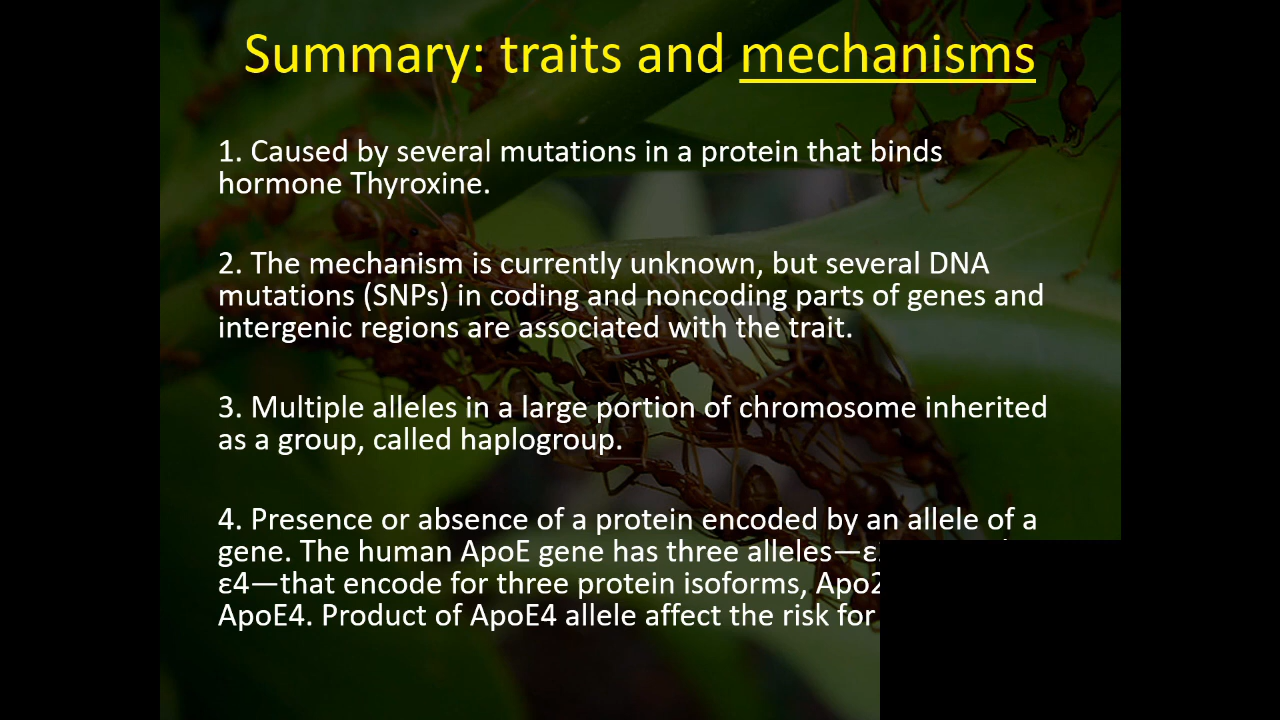 Summary: traits and mechanisms
1. Caused by several mutations in a protein that binds
hormone Thyroxine.
2. The mechanism is currently unknown, but several DNA
mutations (SNPs) in coding and noncoding parts of genes and
intergenic regions are associated with the trait.
3. Multiple alleles in a large portion of chromosome inherited
as a group, called haplogroup.
4. Presence or absence of a protein encoded by an allele of a
gene. The human ApoE gene has three alleles—
ε4—that encode for three protein isoforms,
ApoE4. Product of ApoE4 allele affect the risk for